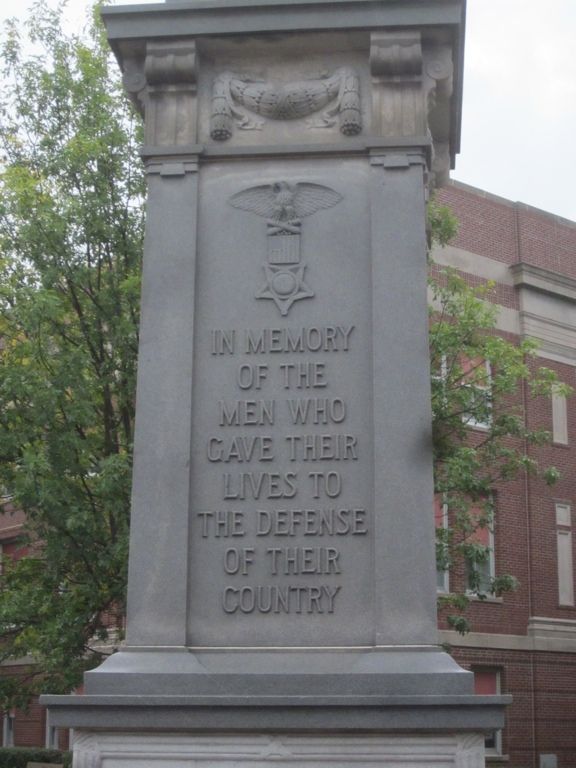 IN MEMORY
OF THE
MEN WHO
GAVE THEIR
LIVES TO
THE DEFENSE
OF THEIR
COUNTRY